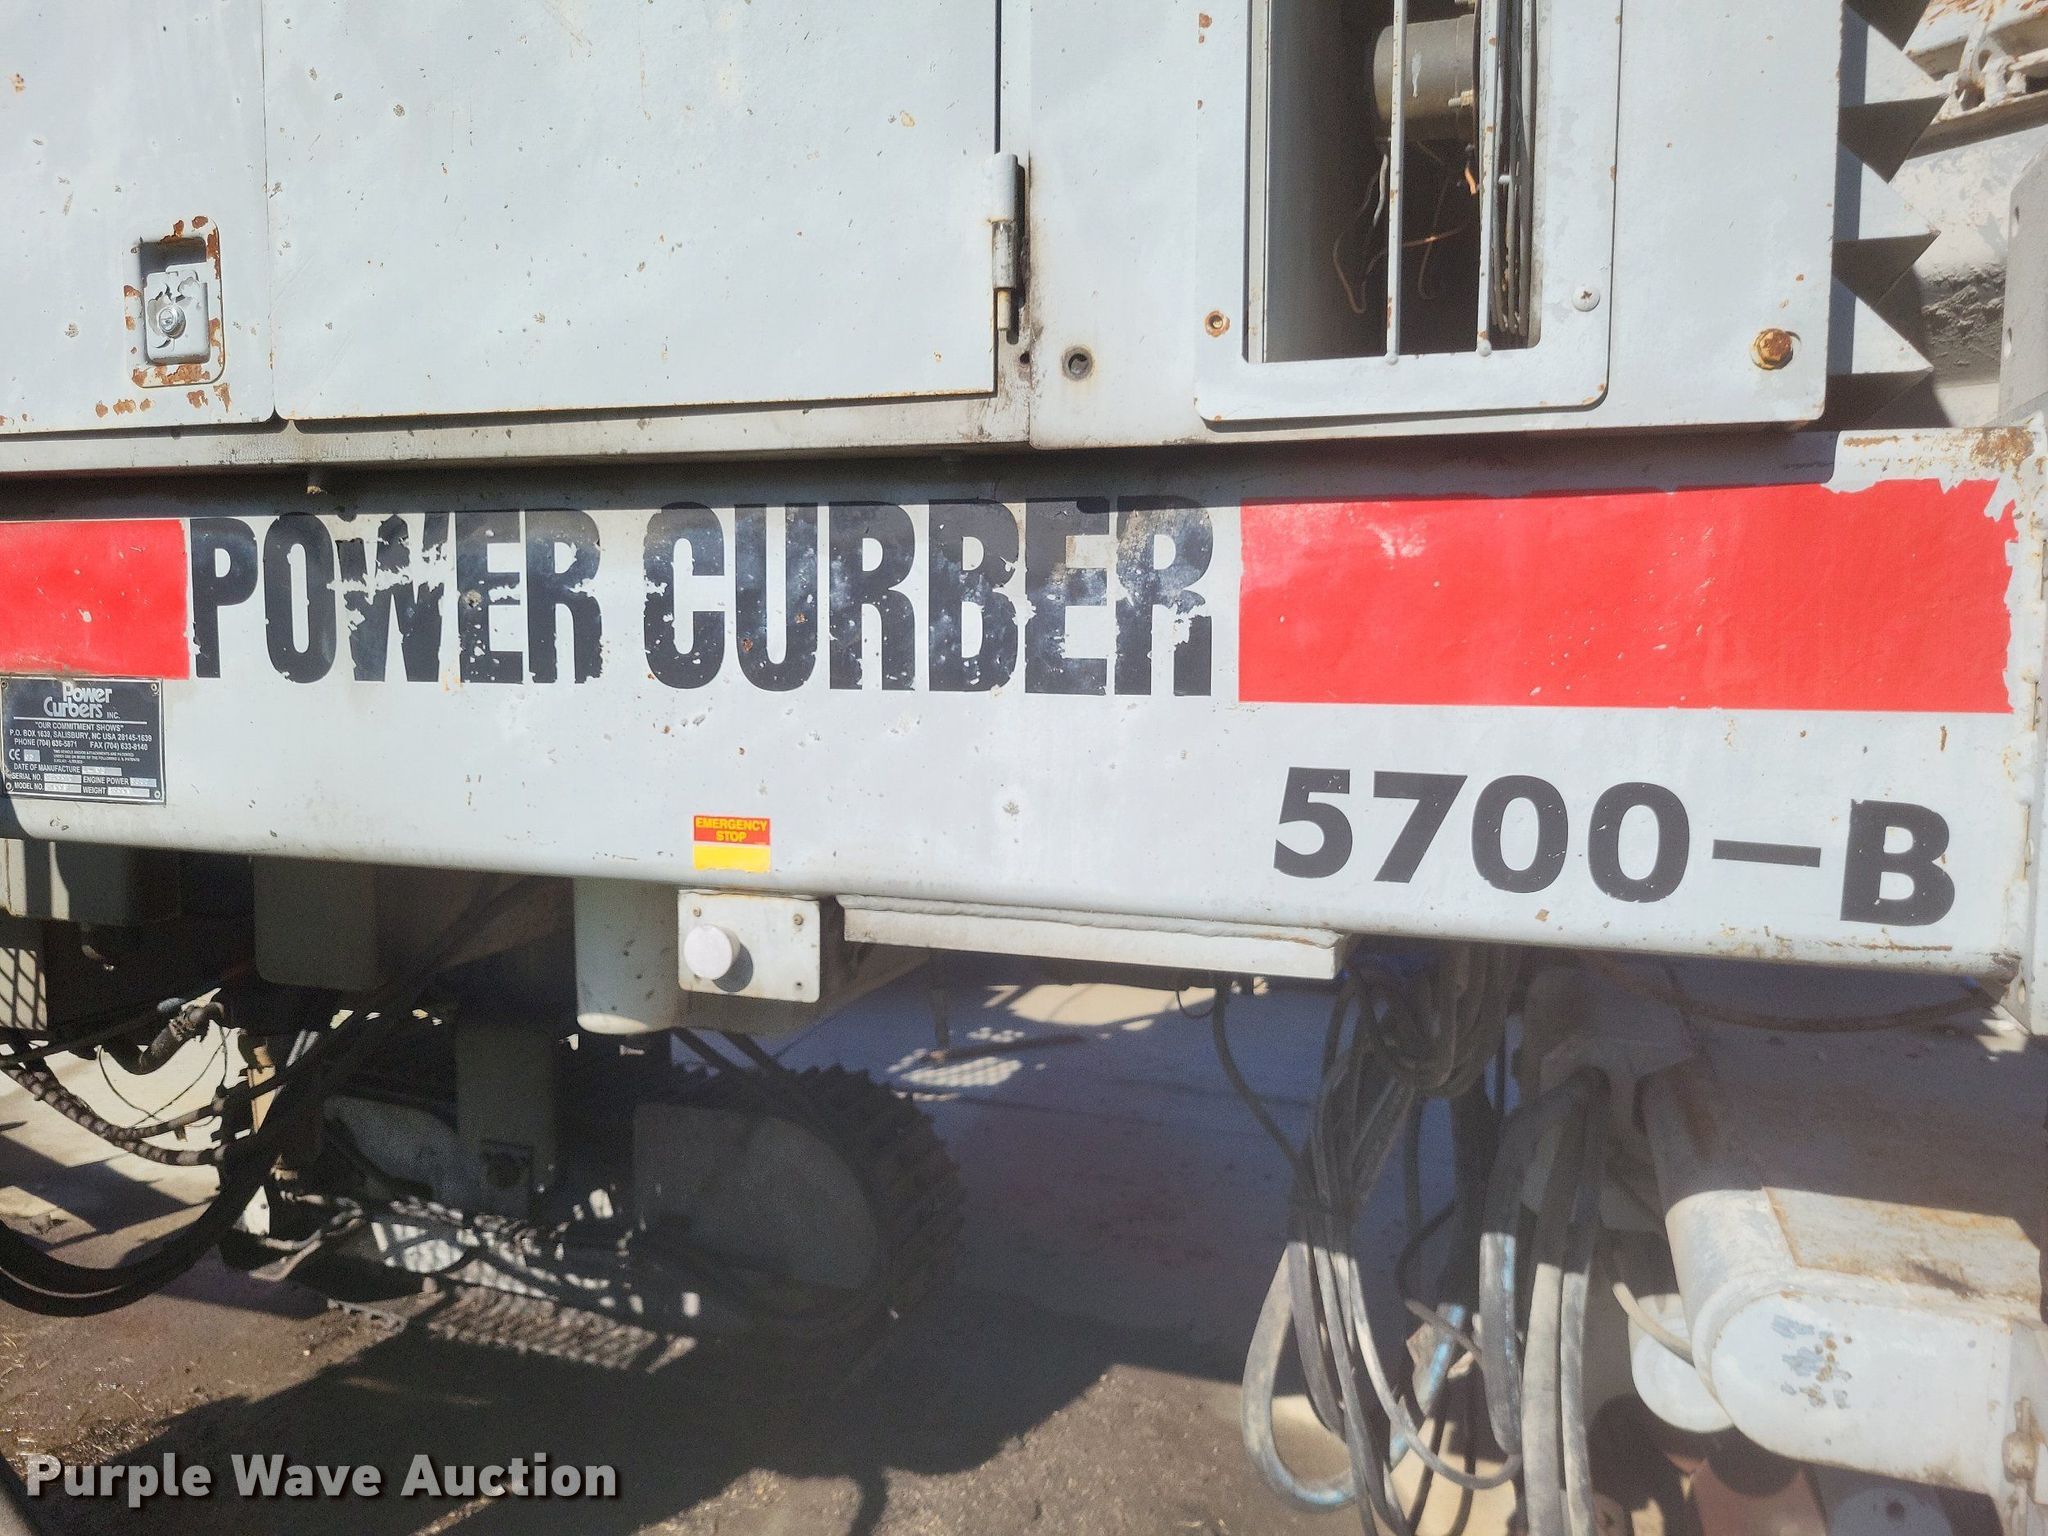 POWER CURBER
Power
Curbers INC.
"OUR COMMITMENT SHOWS"
P.O. BOX 1639, SALISBURY, NC USA 28145-1639
PHONE (704) 636-5871 FAX (704) 633-8140
CE
DATE OF MANUFACTURE
SERIAL NO. ENGINE POWER
MODEL NO. WEIGHT
EMERGENCY
STOP
5700-B
Purple Wave Auction